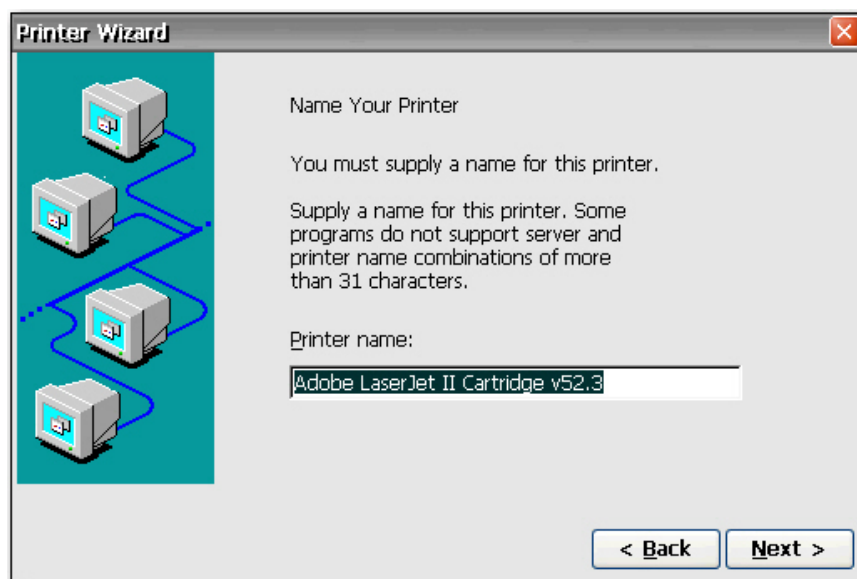 Printer Wizard
Name Your Printer
You must supply a name for this printer.
Supply a name for this printer. Some
programs do not support server and
printer name combinations of more
than 31 characters.
Printer name:
Adobe LaserJet II Cartridge v52.3
< Back
Next >